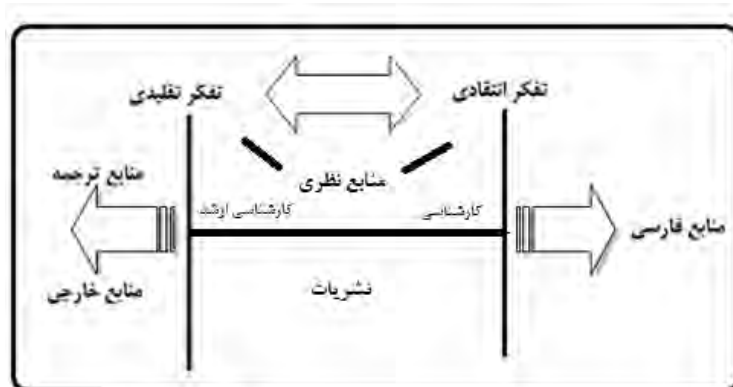 تفکر انتقادی
تفکر تقلیدی
منابع نظری
منابع ترجمه
کارشناسی
کارشناسی ارشد
منابع فارسی
نشریات
منابع خارجی